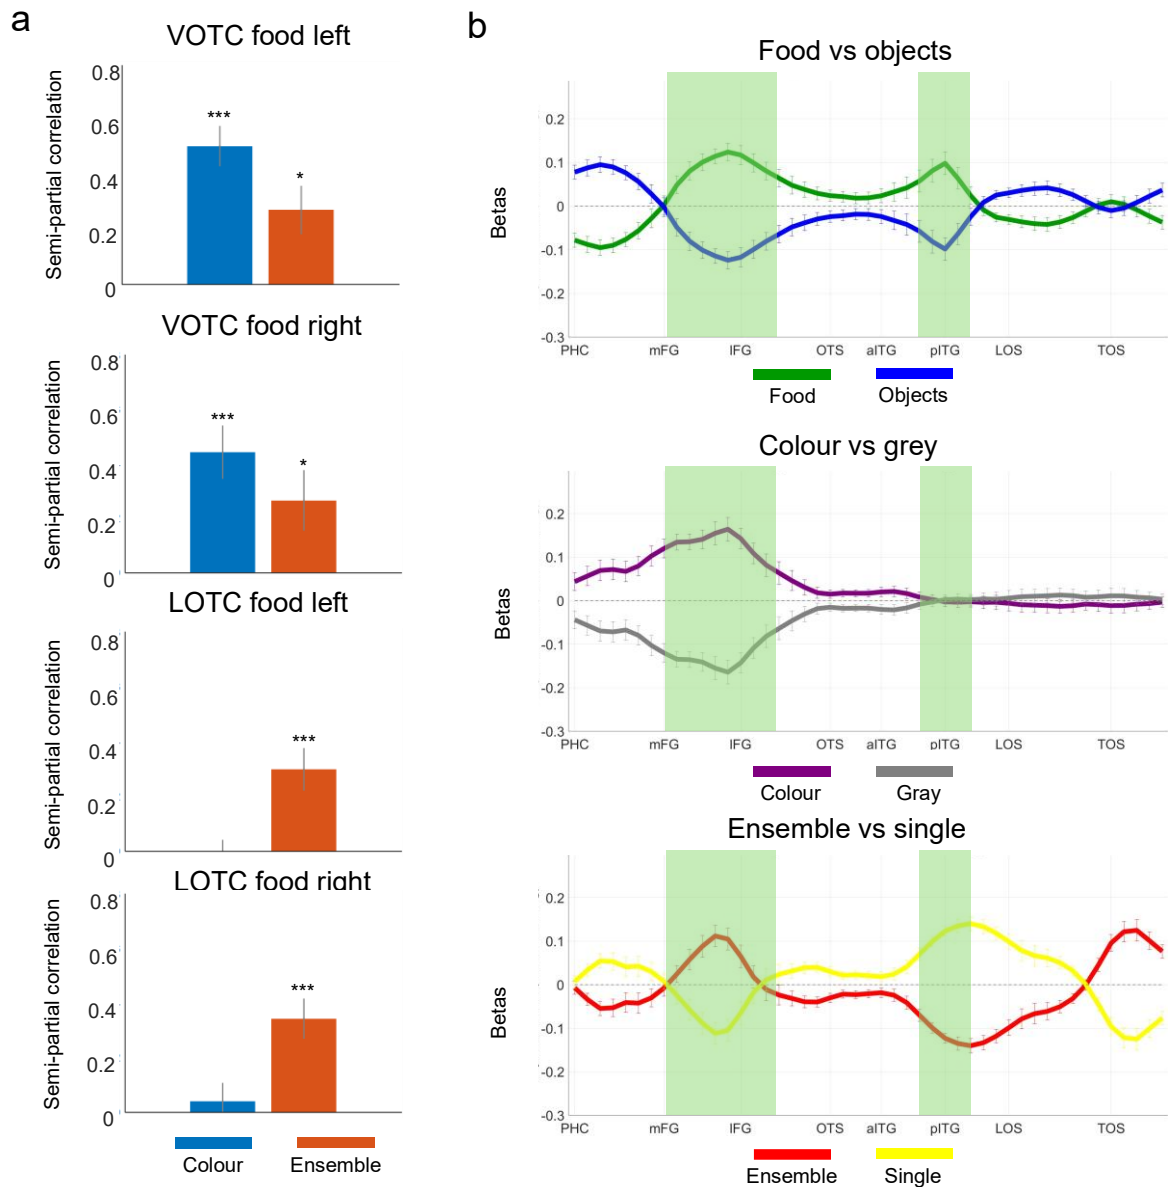 a
VOTC food left
Semi-partial correlation
0.8
0.6
0.4
0.2
0
***
*
VOTC food right
Semi-partial correlation
0.8
0.6
0.4
0.2
0
***
*
LOTC food left
Semi-partial correlation
0.8
0.6
0.4
0.2
0
***
LOTC food right
Semi-partial correlation
0.8
0.6
0.4
0.2
0
***
Colour
Ensemble
b
Food vs objects
Betas
0.2
0.1
0
-0.1
-0.3
PHC mFG IFG OTS aITG pITG LOS TOS
Food
Objects
Colour vs grey
Betas
0.2
0.1
0
-0.1
-0.2
-0.3
PHC mFG IFG OTS aITG pITG LOS TOS
Colour
Gray
Ensemble vs single
Betas
0.2
0.1
0
-0.1
-0.2
-0.3
PHC mFG IFG OTS aITG pITG LOS TOS
Ensemble
Single